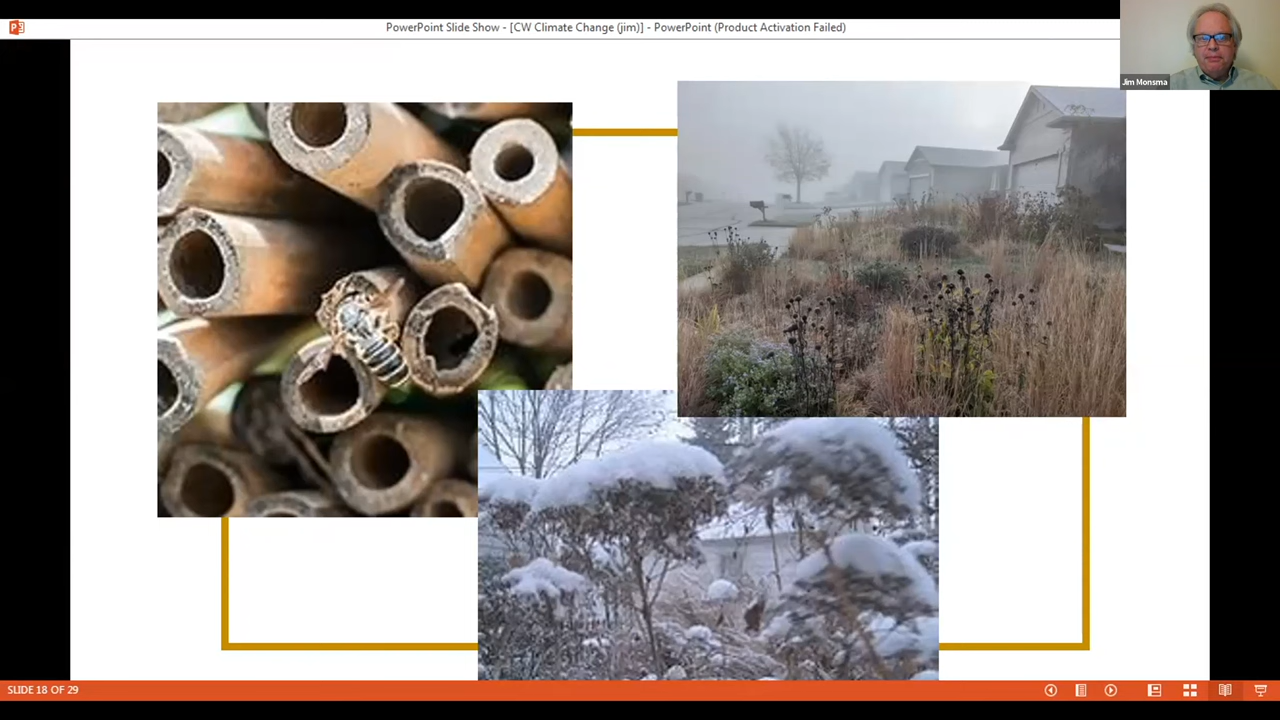 PowerPoint Slide Show - [CW Climate Change (jim)] - PowerPoint (Product Activation Failed)
Jim Monsma
SLIDE 18 OF 29